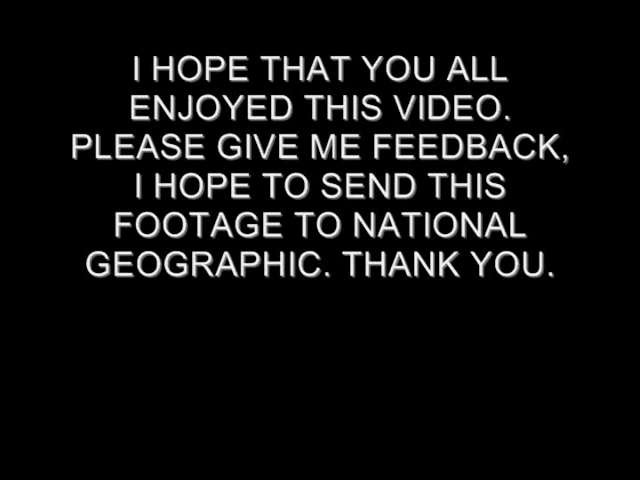 I HOPE THAT YOU ALL
ENJOYED THIS VIDEO.
PLEASE GIVE ME FEEDBACK,
I HOPE TO SEND THIS
FOOTAGE TO NATIONAL
GEOGRAPHIC. THANK YOU.